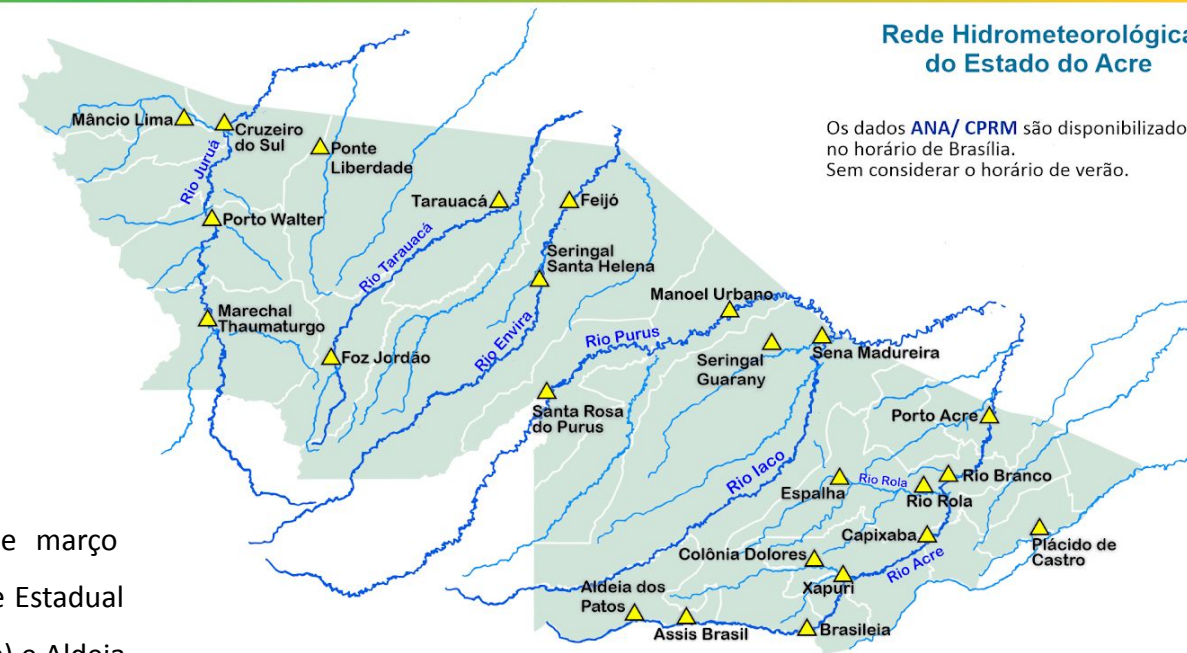 Rede Hidrometeorológica
do Estado do Acre
Os dados ANA/ CPRM são disponibilizado
no horário de Brasília.
Sem considerar o horário de verão.
Mâncio Lima
Cruzeiro
do Sul
Ponte
Liberdade
Rio Juruá
Porto Walter
Tarauacá
Feijó
Rio Tarauacá
Seringal
Santa Helena
Marechal
Thaumaturgo
Foz Jordão
Rio Envira
Manoel Urbano
Rio Purus
Seringal
Guarany
Sena Madureira
Santa Rosa
do Purus
Porto Acre
Rio Iaco
Espalha
Rio Rola
Rio Branco
Rio Rola
Capixaba
Plácido de
Castro
Colônia Dolores
Rio Acre
Xapuri
Aldeia dos
Patos
Assis Brasil
Brasileia
e março
e Estadual
) e Aldeia